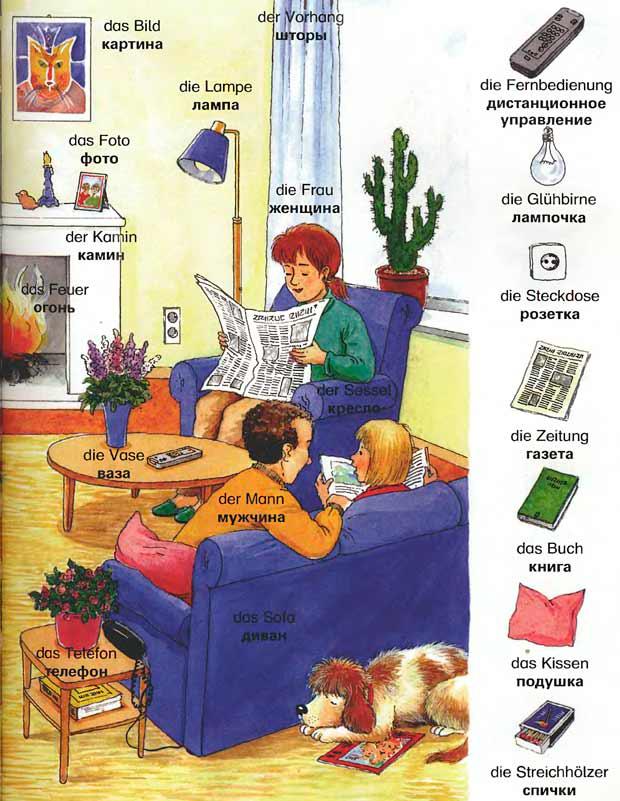 das Bild
картина
der Vorhang
шторы
die Lampe
лампа
das Foto
фото
die Frau
женщина
der Kamin
камин
das Feuer
огонь
der Sessel
кресло
die Vase
ваза
der Mann
мужчина
das Sofa
диван
das Telefon
телефон
die Fernbedienung
дистанционное
управление
die Glühbirne
лампочка
die Steckdose
розетка
die Zeitung
газета
das Buch
книга
das Kissen
подушка
die Streichhölzer
спички